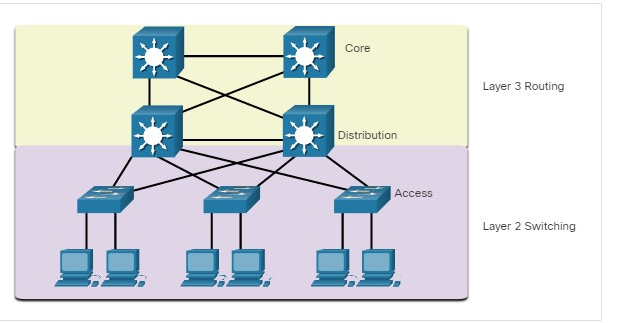 Core
Layer 3 Routing
Distribution
Access
Layer 2 Switching